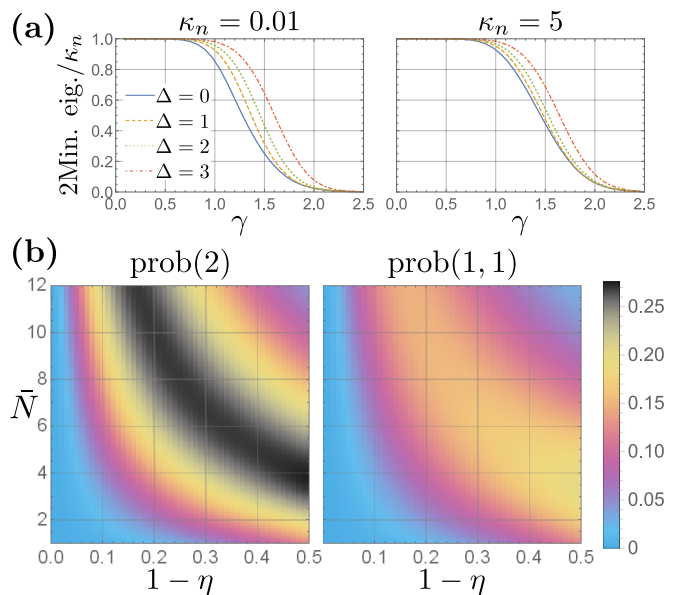 (a)
κₙ = 0.01
κₙ = 5
2Min. eig./κₙ
1.0
0.8
0.6
0.4
0.2
0.0
Δ = 0
Δ = 1
Δ = 2
Δ = 3
0.0 0.5 1.0 1.5 2.0 2.5
0.0 0.5 1.0 1.5 2.0 2.5
γ
γ
(b)
prob(2)
prob(1, 1)
N̄
12
10
8
6
4
2
0.0 0.1 0.2 0.3 0.4 0.5
0.1 0.2 0.3 0.4 0.5
1 − η
1 − η
0.25
0.20
0.15
0.10
0.05
0